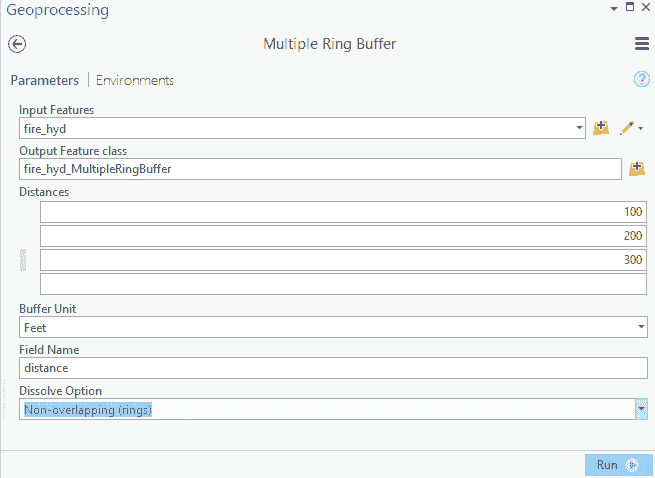 Geoprocessing
Multiple Ring Buffer
Parameters | Environments
Input Features
fire_hyd
Output Feature class
fire_hyd_MultipleRingBuffer
Distances
100
200
300
Buffer Unit
Feet
Field Name
distance
Dissolve Option
Non-overlapping (rings)
Run